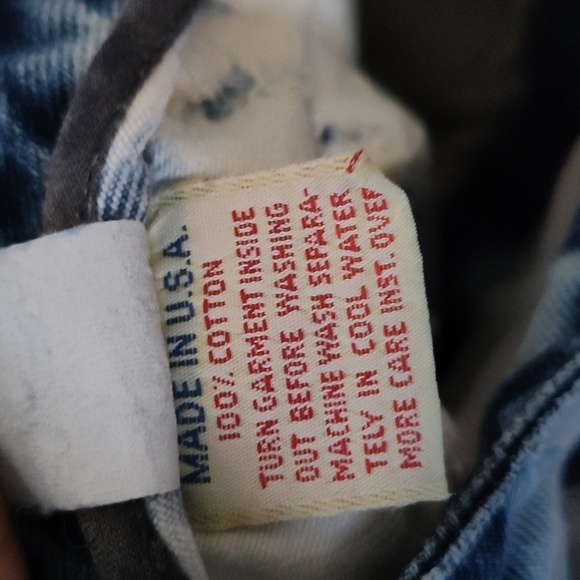 MADE IN U.S.A.
100% COTTON
TURN GARMENT INSIDE
OUT BEFORE WASHING
MACHINE WASH SEPARA-
TELY IN COOL WATER
MORE CARE INST. OVER